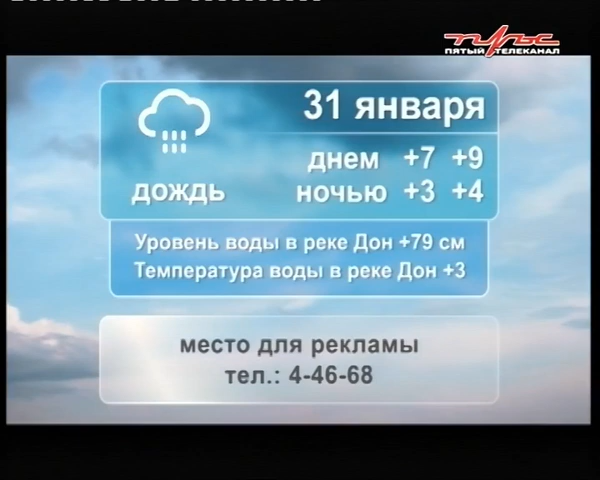 пульс
ПЯТЫЙ ТЕЛЕКАНАЛ
31 января
днем +7 +9
дождь
ночью +3 +4
Уровень воды в реке Дон +79 см
Температура воды в реке Дон +3
место для рекламы
тел.: 4-46-68